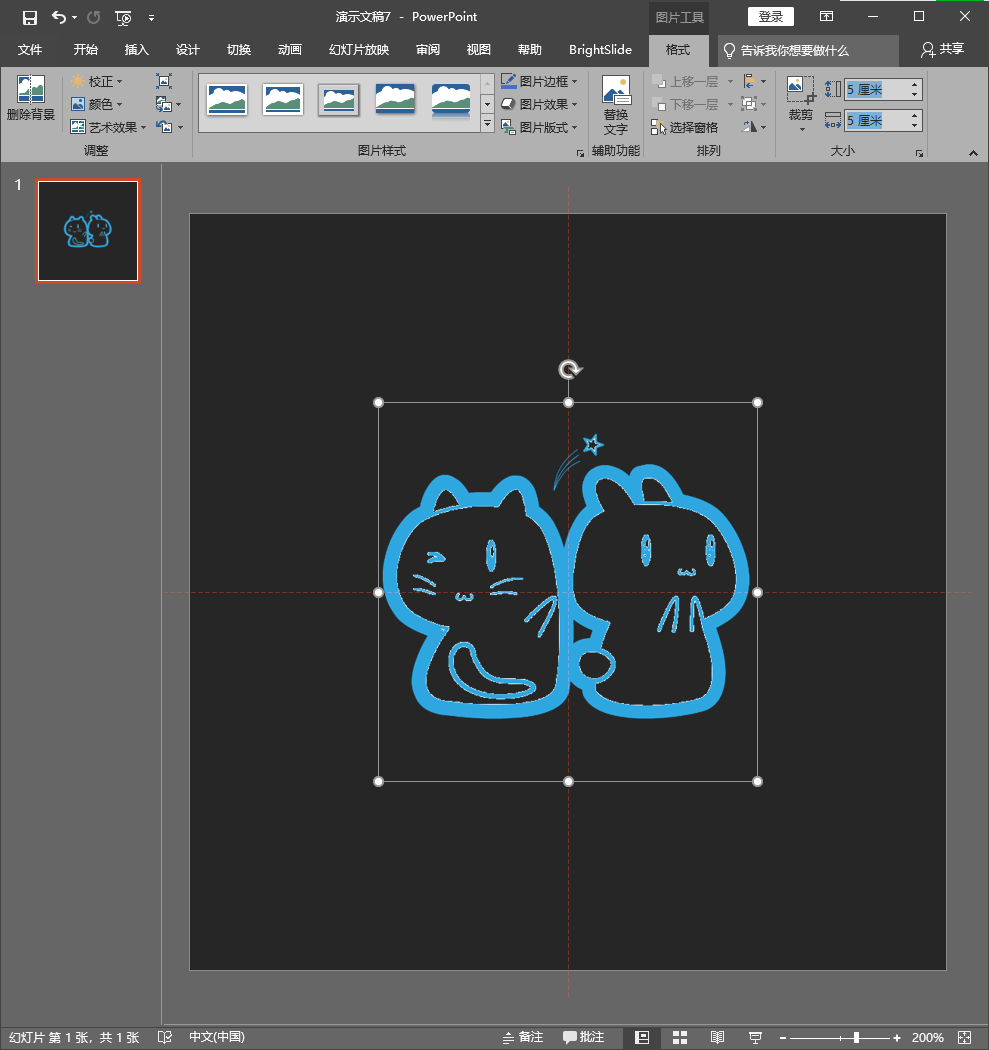 演示文稿7 - PowerPoint
图片工具
登录
文件 开始 插入 设计 切换 动画 幻灯片放映 审阅 视图 帮助 BrightSlide 格式 告诉我你想要做什么 共享
删除背景
校正
颜色
艺术效果
调整
图片边框
图片效果
图片版式
图片样式
替换
文字
辅助功能
上移一层
下移一层
选择窗格
排列
裁剪
5 厘米
5 厘米
大小
1
幻灯片 第 1 张，共 1 张 中文(中国) 备注 批注 200%